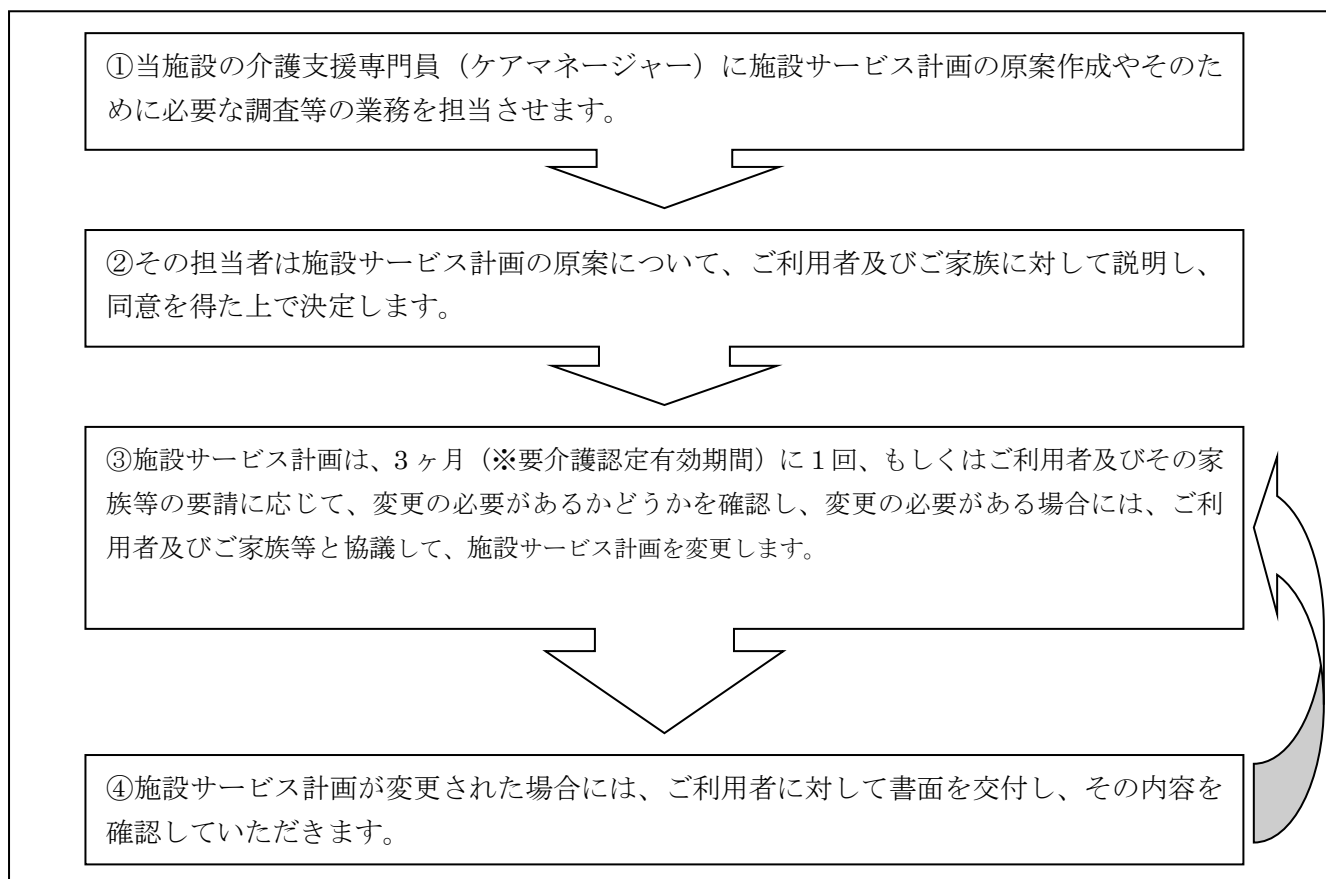 ①当施設の介護支援専門員（ケアマネージャー）に施設サービス計画の原案作成やそのた
めに必要な調査等の業務を担当させます。
②その担当者は施設サービス計画の原案について、ご利用者及びご家族に対して説明し、
同意を得た上で決定します。
③施設サービス計画は、3 ヶ月（※要介護認定有効期間）に 1 回、もしくはご利用者及びその家
族等の要請に応じて、変更の必要があるかどうかを確認し、変更の必要がある場合には、ご利
用者及びご家族等と協議して、施設サービス計画を変更します。
④施設サービス計画が変更された場合には、ご利用者に対して書面を交付し、その内容を
確認していただきます。